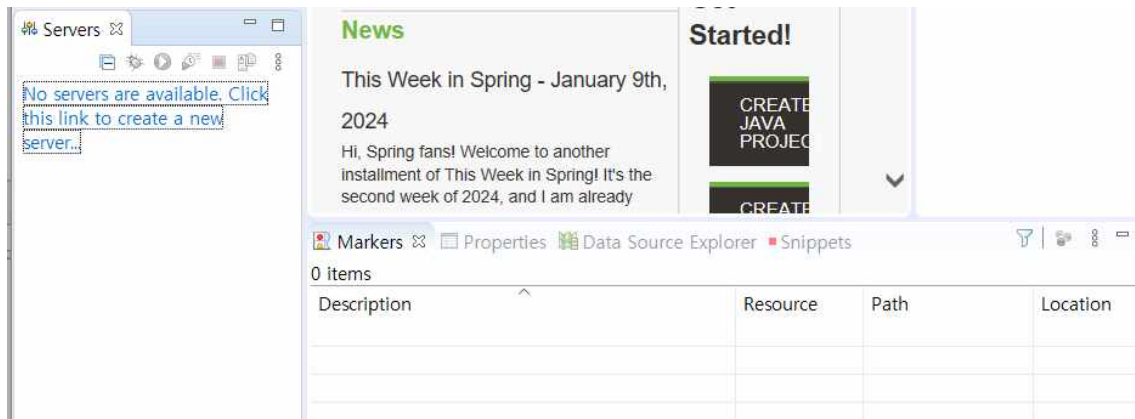 Servers
No servers are available. Click
this link to create a new
server...
News
This Week in Spring - January 9th,
2024
Hi, Spring fans! Welcome to another
installment of This Week in Spring! It's the
second week of 2024, and I am already
Started!
CREATE
JAVA
PROJEC
CREATE
Markers Properties Data Source Explorer Snippets
0 items
Description Resource Path Location